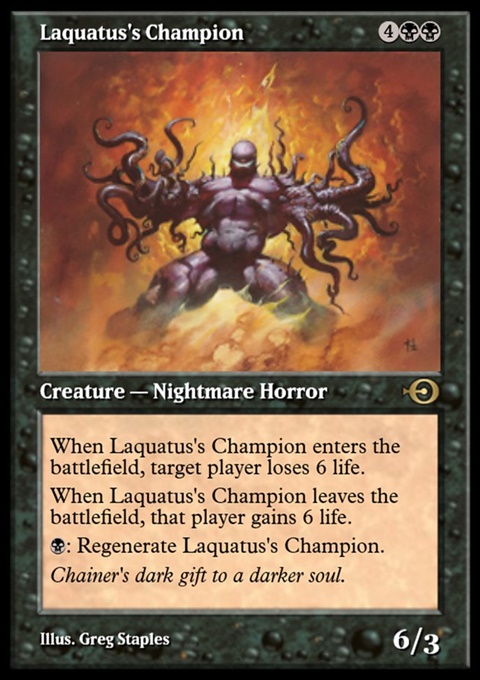 Laquatus's Champion 4
Creature — Nightmare Horror
When Laquatus's Champion enters the
battlefield, target player loses 6 life.
When Laquatus's Champion leaves the
battlefield, that player gains 6 life.
: Regenerate Laquatus's Champion.
Chainer's dark gift to a darker soul.
Illus. Greg Staples 6/3